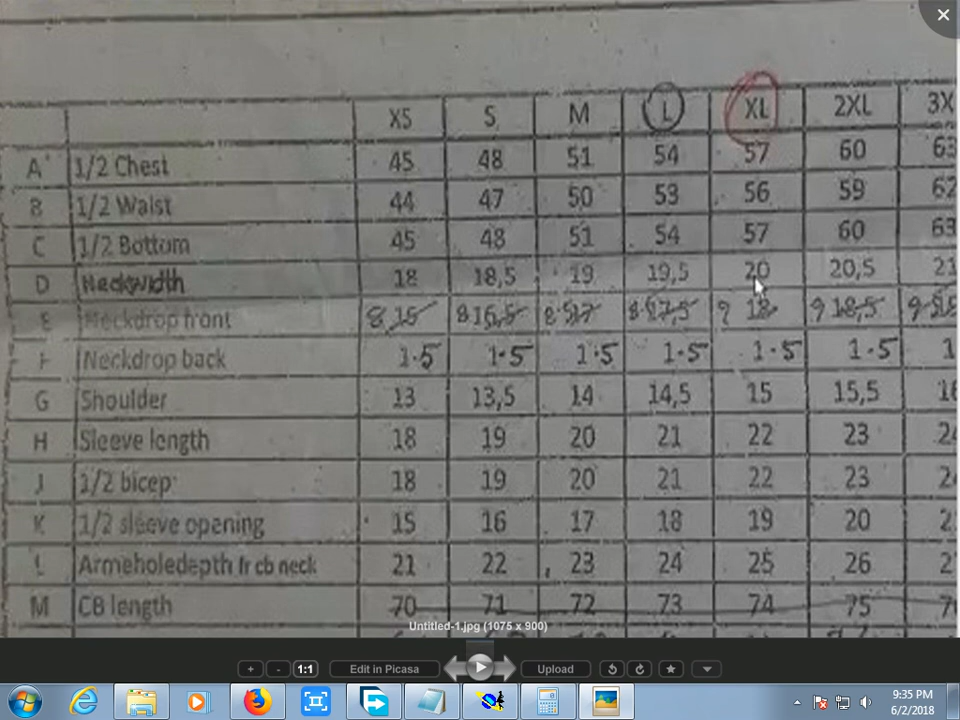 XS S M L XL 2XL 3X
A 1/2 Chest 45 48 51 54 57 60 63
B 1/2 Waist 44 47 50 53 56 59 62
C 1/2 Bottom 45 48 51 54 57 60 63
D Neckwidth 18 18,5 19 19,5 20 20,5 21
E Neckdrop front 8 15 8 16,5 8 17 8 17,5 9 18 9 18,5 9
F Neckdrop back 1.5 1.5 1.5 1.5 1.5 1.5 1
G Shoulder 13 13,5 14 14,5 15 15,5
H Sleeve length 18 19 20 21 22 23
J 1/2 bicep 18 19 20 21 22 23
K 1/2 sleeve opening 15 16 17 18 19 20
L Armeholedepth fr cb neck 21 22 23 24 25 26
M CB length 70 71 72 73 74 75
Untitled-1.jpg (1075 x 900)
+ - 1:1 Edit in Picasa Upload
9:35 PM
6/2/2018